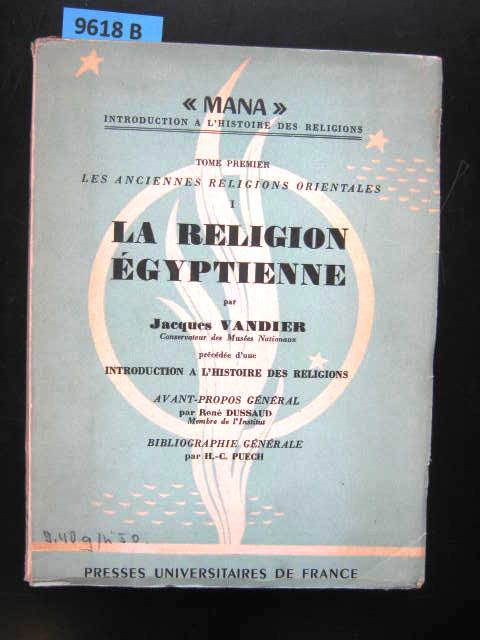 9618 B
« MANA »
INTRODUCTION A L'HISTOIRE DES RELIGIONS
TOME PREMIER
LES ANCIENNES RELIGIONS ORIENTALES
I
LA RELIGION
ÉGYPTIENNE
par
Jacques VANDIER
Conservateur des Musées Nationaux
précédée d'une
INTRODUCTION A L'HISTOIRE DES RELIGIONS
AVANT-PROPOS GÉNÉRAL
par René DUSSAUD
Membre de l'Institut
BIBLIOGRAPHIE GÉNÉRALE
par H.-C. PUECH
PRESSES UNIVERSITAIRES DE FRANCE